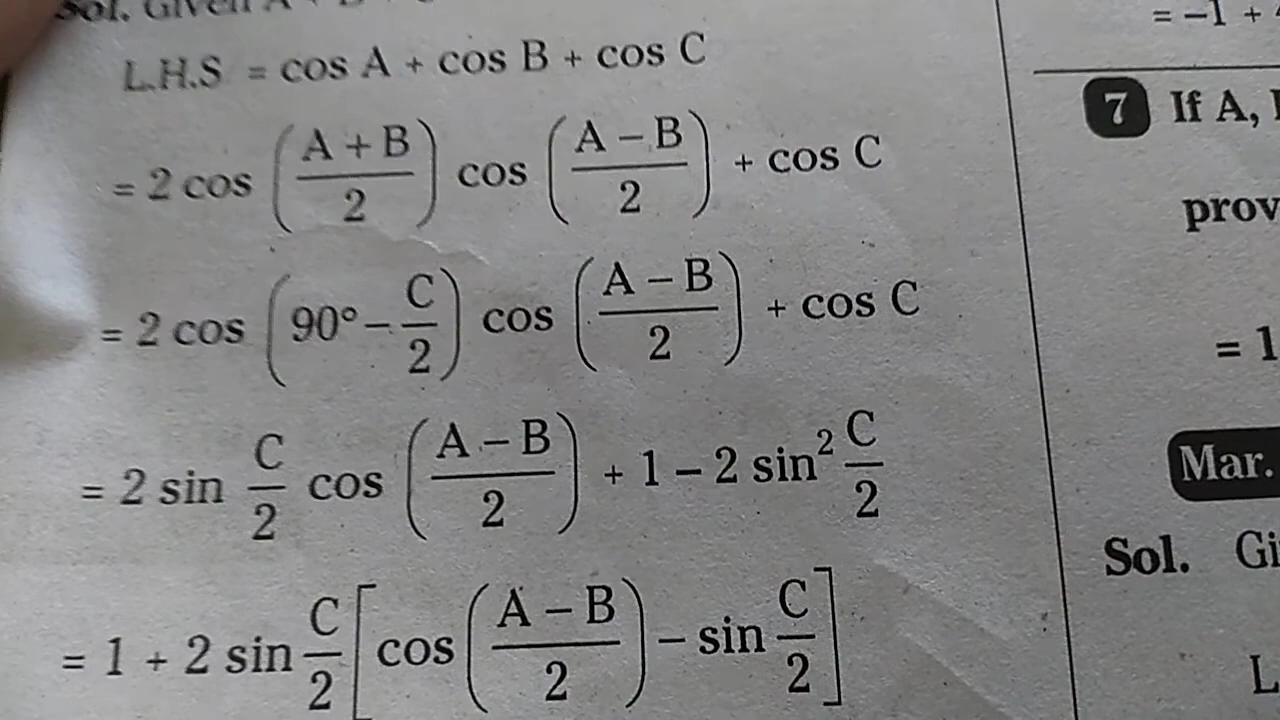 Sol. Given A + B +
L.H.S = cos A + cos B + cos C
= 2 cos ((A + B)/2) cos ((A – B)/2) + cos C
= 2 cos (90° – C/2) cos ((A – B)/2) + cos C
= 2 sin C/2 cos ((A – B)/2) + 1 – 2 sin² C/2
= 1 + 2 sin C/2 [cos ((A – B)/2) – sin C/2]
= –1 +
7 If A,
prov
= 1
Mar.
Sol. Gi
L